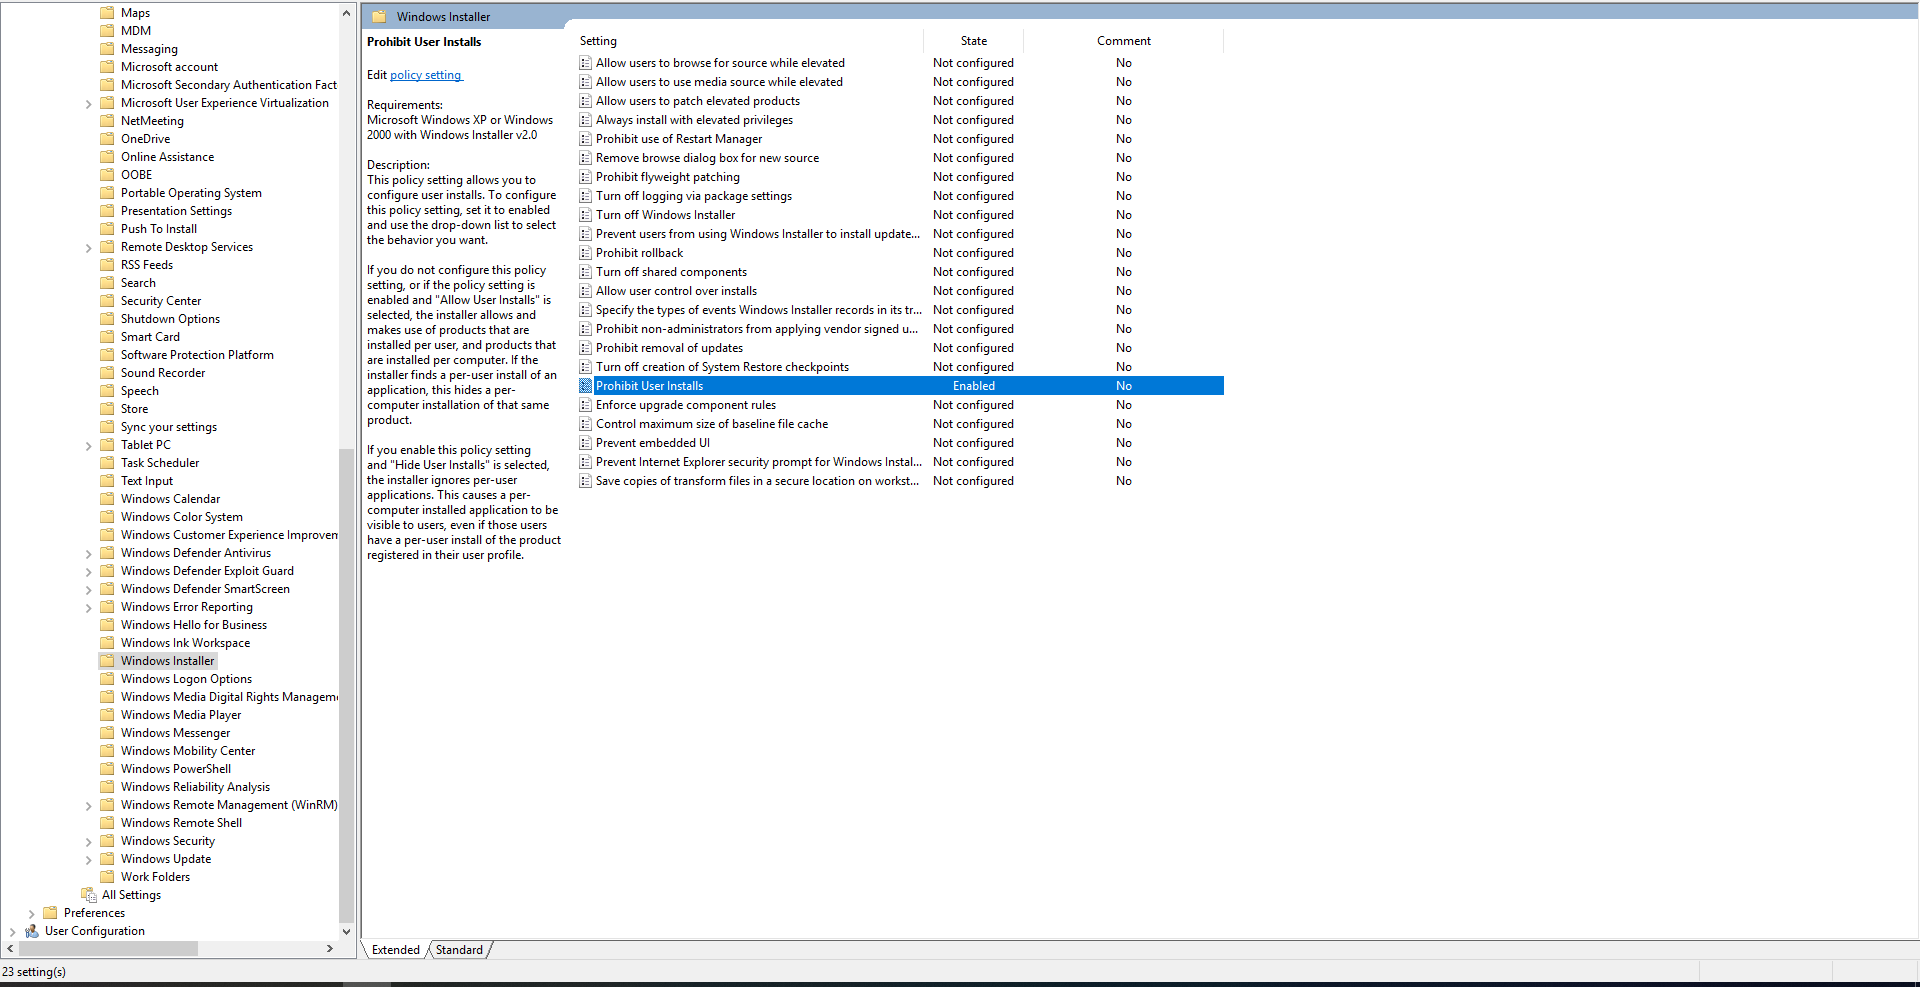 Maps
MDM
Messaging
Microsoft account
Microsoft Secondary Authentication Fact
Microsoft User Experience Virtualization
NetMeeting
OneDrive
Online Assistance
OOBE
Portable Operating System
Presentation Settings
Push To Install
Remote Desktop Services
RSS Feeds
Search
Security Center
Shutdown Options
Smart Card
Software Protection Platform
Sound Recorder
Speech
Store
Sync your settings
Tablet PC
Task Scheduler
Text Input
Windows Calendar
Windows Color System
Windows Customer Experience Improvem
Windows Defender Antivirus
Windows Defender Exploit Guard
Windows Defender SmartScreen
Windows Error Reporting
Windows Hello for Business
Windows Ink Workspace
Windows Installer
Windows Logon Options
Windows Media Digital Rights Manageme
Windows Media Player
Windows Messenger
Windows Mobility Center
Windows PowerShell
Windows Reliability Analysis
Windows Remote Management (WinRM)
Windows Remote Shell
Windows Security
Windows Update
Work Folders
All Settings
Preferences
User Configuration
Windows Installer
Prohibit User Installs
Edit policy setting
Requirements:
Microsoft Windows XP or Windows
2000 with Windows Installer v2.0
Description:
This policy setting allows you to
configure user installs. To configure
this policy setting, set it to enabled
and use the drop-down list to select
the behavior you want.
If you do not configure this policy
setting, or if the policy setting is
enabled and "Allow User Installs" is
selected, the installer allows and
makes use of products that are
installed per user, and products that
are installed per computer. If the
installer finds a per-user install of an
application, this hides a per-
computer installation of that same
product.
If you enable this policy setting
and "Hide User Installs" is selected,
the installer ignores per-user
applications. This causes a per-
computer installed application to be
visible to users, even if those users
have a per-user install of the product
registered in their user profile.
Setting State Comment
Allow users to browse for source while elevated Not configured No
Allow users to use media source while elevated Not configured No
Allow users to patch elevated products Not configured No
Always install with elevated privileges Not configured No
Prohibit use of Restart Manager Not configured No
Remove browse dialog box for new source Not configured No
Prohibit flyweight patching Not configured No
Turn off logging via package settings Not configured No
Turn off Windows Installer Not configured No
Prevent users from using Windows Installer to install update... Not configured No
Prohibit rollback Not configured No
Turn off shared components Not configured No
Allow user control over installs Not configured No
Specify the types of events Windows Installer records in its tr... Not configured No
Prohibit non-administrators from applying vendor signed u... Not configured No
Prohibit removal of updates Not configured No
Turn off creation of System Restore checkpoints Not configured No
Prohibit User Installs Enabled No
Enforce upgrade component rules Not configured No
Control maximum size of baseline file cache Not configured No
Prevent embedded UI Not configured No
Prevent Internet Explorer security prompt for Windows Instal... Not configured No
Save copies of transform files in a secure location on workst... Not configured No
Extended Standard
23 setting(s)